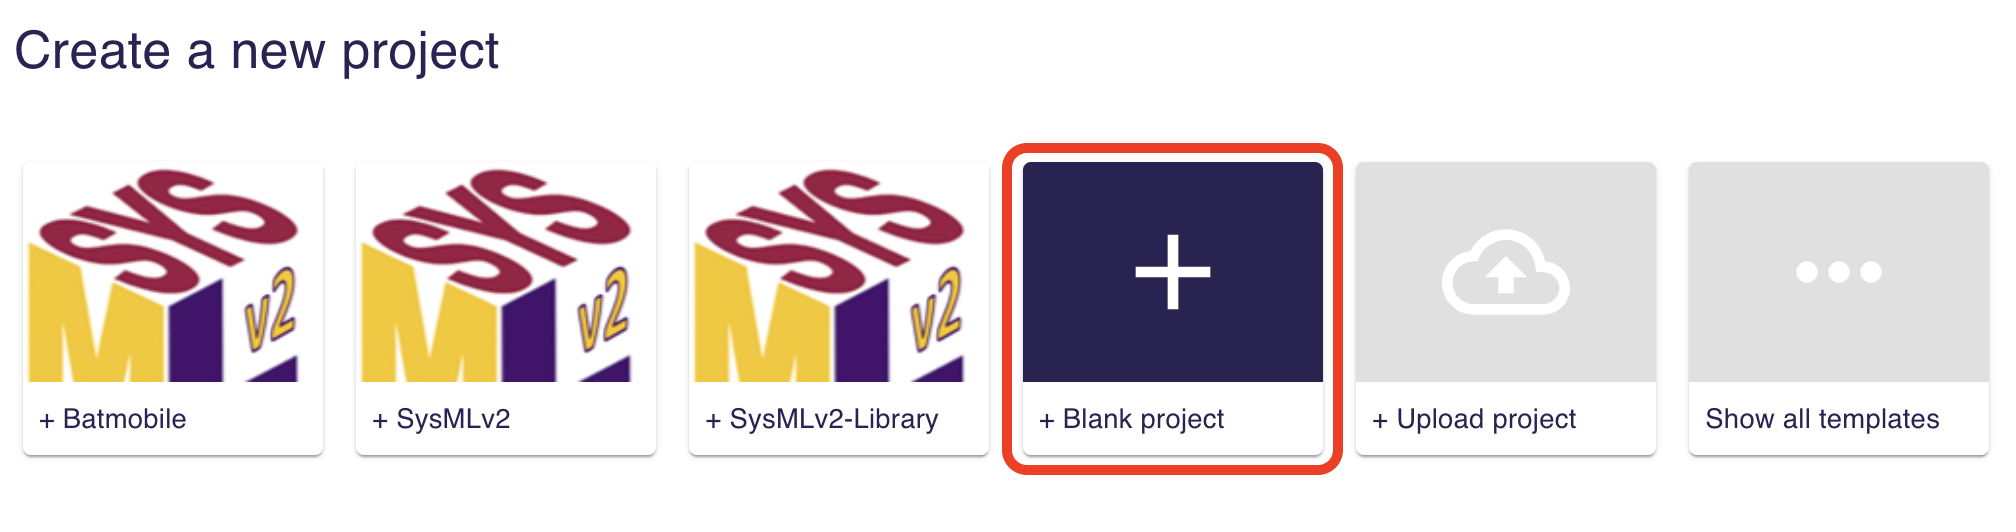 Create a new project
SYS
M
v2
+ Batmobile
SYS
M
v2
+ SysMLv2
SYS
M
v2
+ SysMLv2-Library
+ Blank project
+ Upload project
Show all templates